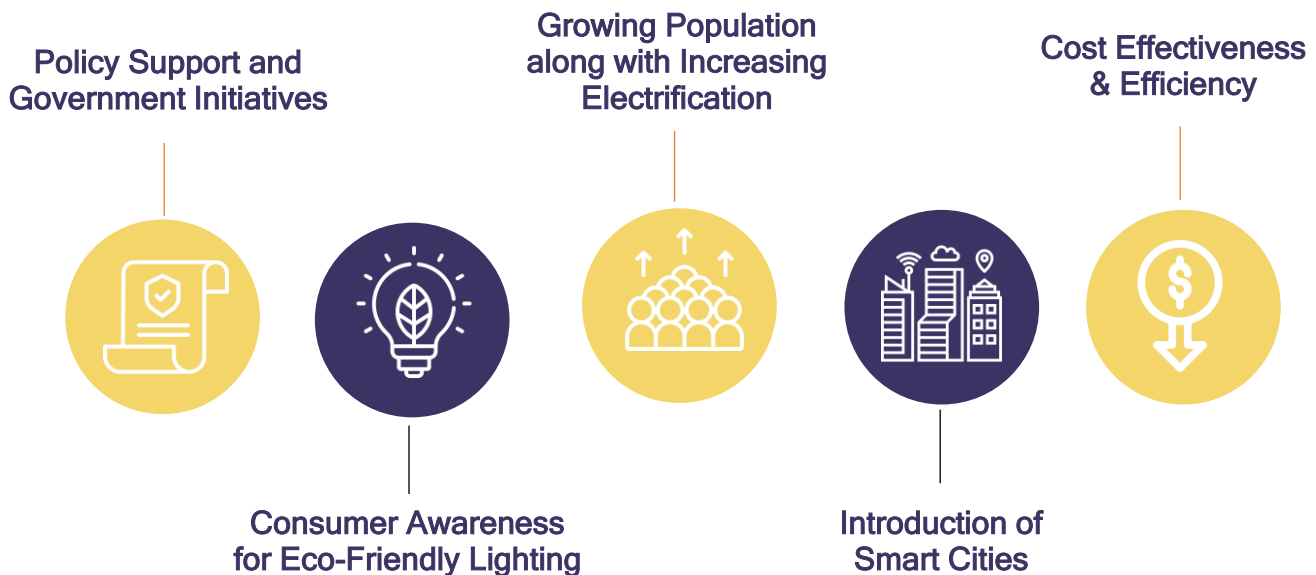 Policy Support and
Government Initiatives
Consumer Awareness
for Eco-Friendly Lighting
Growing Population
along with Increasing
Electrification
Introduction of
Smart Cities
Cost Effectiveness
& Efficiency
$